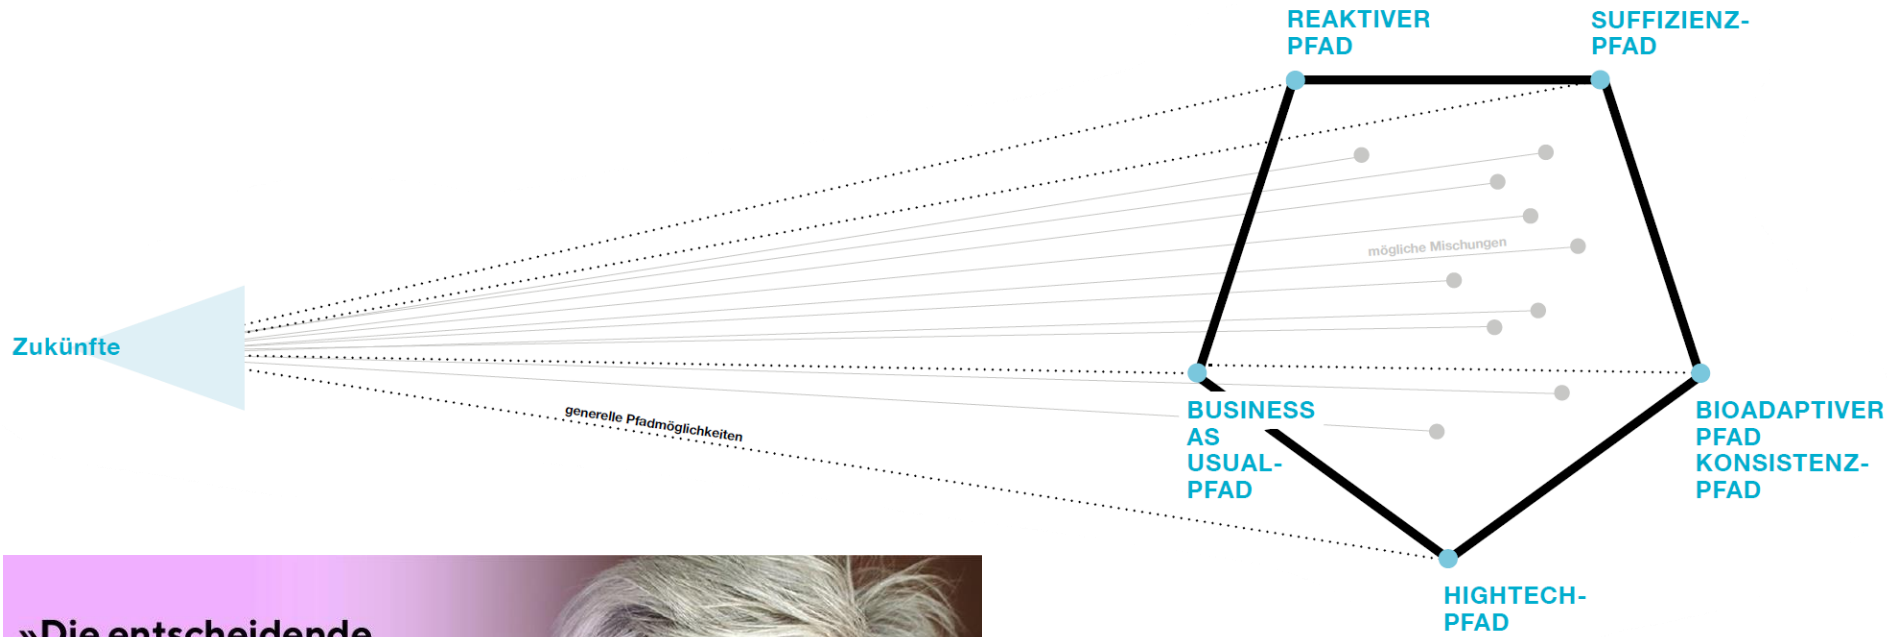 REAKTIVER
PFAD
SUFFIZIENZ-
PFAD
mögliche Mischungen
Zukünfte
generelle Pfadmöglichkeiten
BUSINESS
AS
USUAL-
PFAD
BIOADAPTIVER
PFAD
KONSISTENZ-
PFAD
HIGHTECH-
PFAD
»Die entscheidende